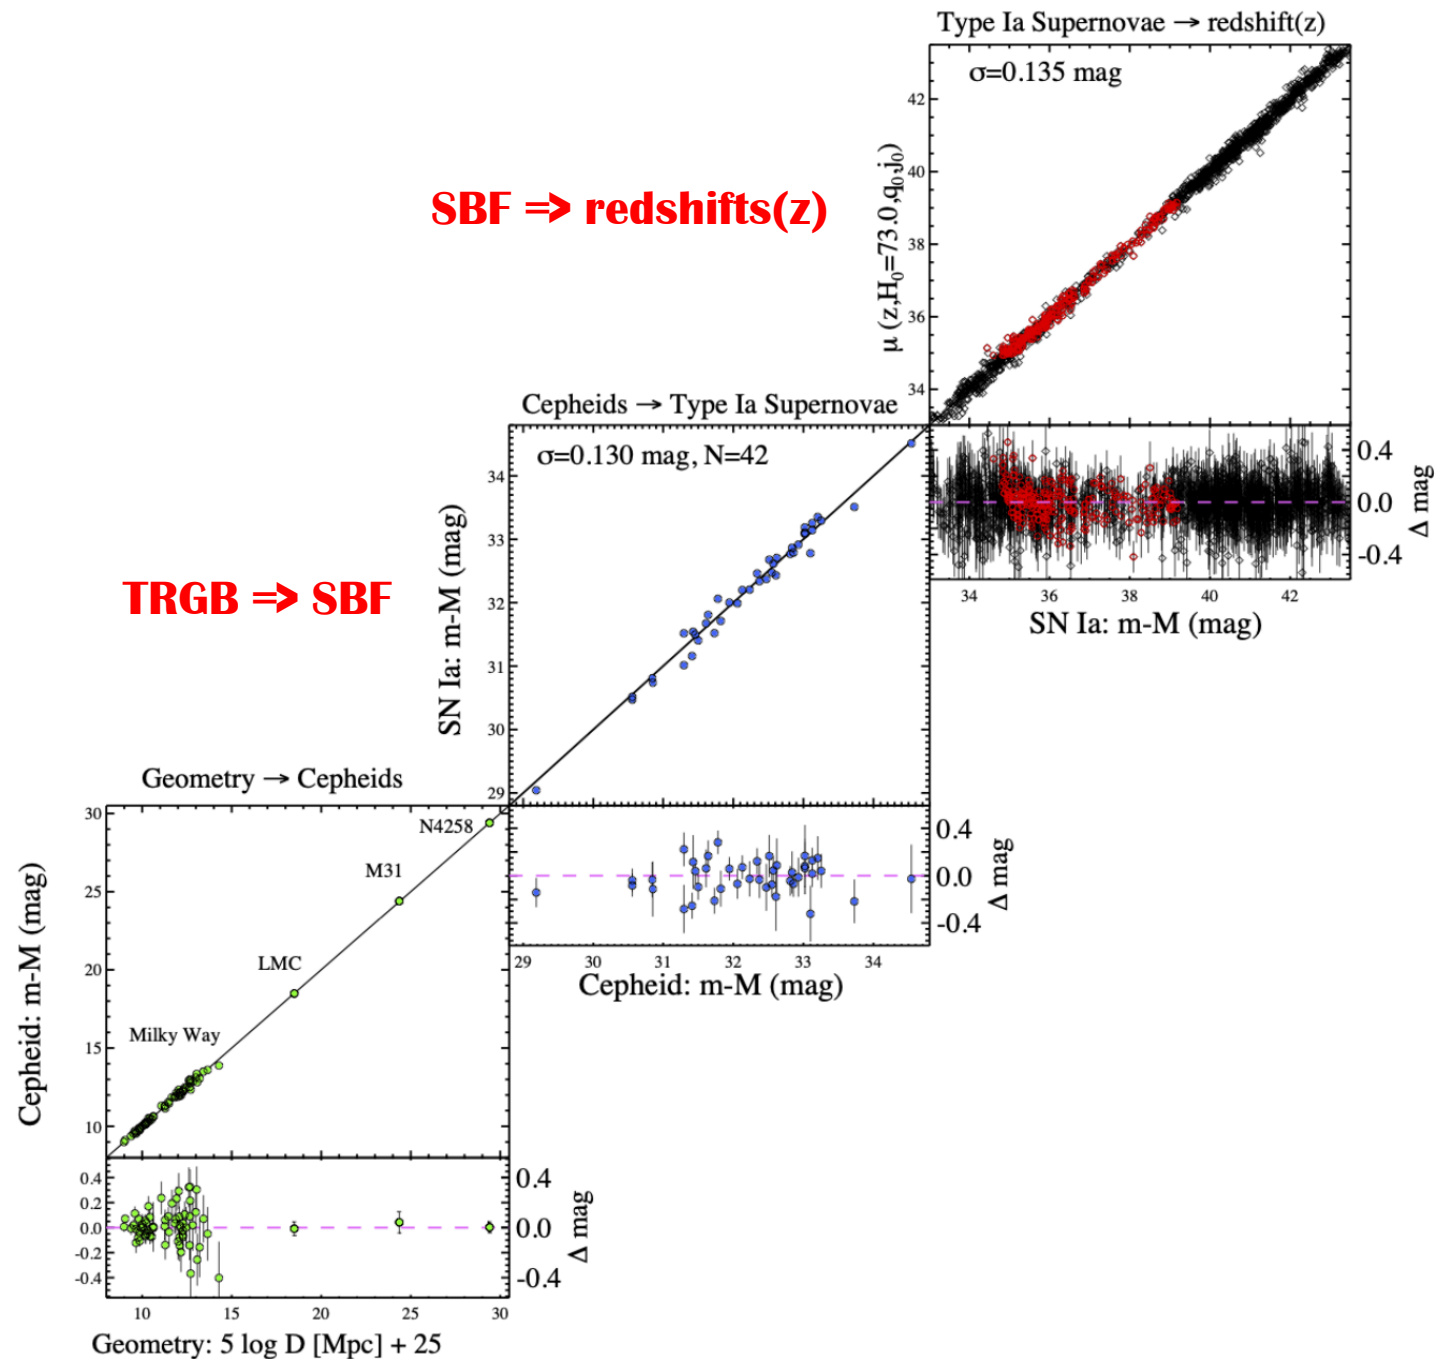 Type Ia Supernovae → redshift(z)
σ=0.135 mag
42
40
38
36
34
μ (z,H₀=73.0,q₀,j₀)
SBF => redshifts(z)
0.4
0.0
-0.4
Δ mag
34 36 38 40 42
SN Ia: m-M (mag)
Cepheids → Type Ia Supernovae
σ=0.130 mag, N=42
34
33
32
31
30
29
SN Ia: m-M (mag)
TRGB => SBF
0.4
0.0
-0.4
Δ mag
29 30 31 32 33 34
Cepheid: m-M (mag)
Geometry → Cepheids
30
25
20
15
10
Cepheid: m-M (mag)
N4258
M31
LMC
Milky Way
0.4
0.2
0.0
-0.2
-0.4
0.4
0.0
-0.4
Δ mag
10 15 20 25 30
Geometry: 5 log D [Mpc] + 25